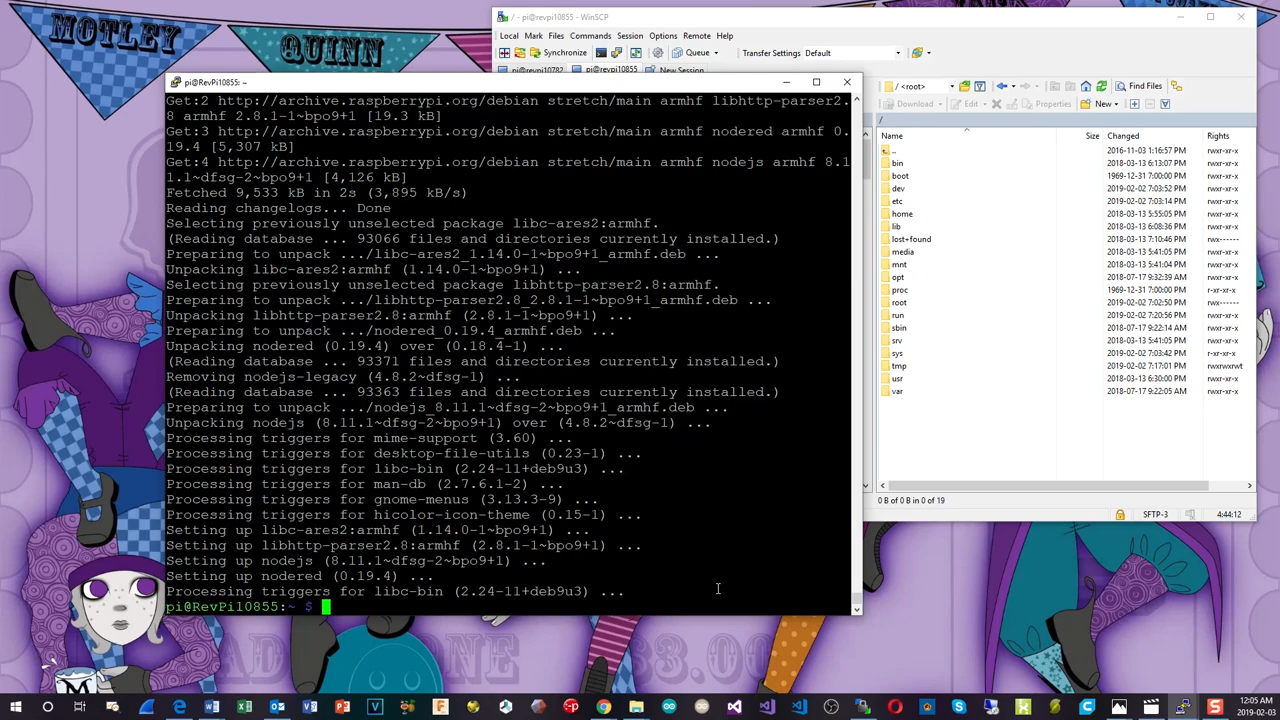 MOTLEY
QUINN
/ - pi@revpi10855 - WinSCP
Local Mark Files Commands Session Options Remote Help
Synchronize Queue Transfer Settings Default
pi@revpi10782 pi@revpi10855 New Session
pi@RevPi10855: ~
/ <root> Find Files
Download Edit Properties New
/
Name Size Changed Rights
.. 2016-11-03 1:16:57 PM rwxr-xr-x
bin 2018-03-13 6:13:07 PM rwxr-xr-x
boot 1969-12-31 7:00:00 PM rwxr-xr-x
dev 2019-02-02 7:03:52 PM rwxr-xr-x
etc 2019-02-02 7:03:14 PM rwxr-xr-x
home 2018-03-13 5:55:05 PM rwxr-xr-x
lib 2018-03-13 6:08:36 PM rwxr-xr-x
lost+found 2018-03-13 7:10:46 PM rwx------
media 2018-03-13 5:41:04 PM rwxr-xr-x
mnt 2018-03-13 5:41:04 PM rwxr-xr-x
opt 2018-07-17 9:32:39 AM rwxr-xr-x
proc 1969-12-31 7:00:00 PM r-xr-xr-x
root 2019-02-02 7:02:50 PM rwx------
run 2019-02-02 7:20:56 PM rwxr-xr-x
sbin 2018-07-17 9:22:14 AM rwxr-xr-x
srv 2018-03-13 5:41:05 PM rwxr-xr-x
sys 2019-02-02 7:03:42 PM r-xr-xr-x
tmp 2019-02-02 7:17:01 PM rwxrwxrwt
usr 2018-03-13 6:30:00 PM rwxr-xr-x
var 2018-07-17 9:22:05 AM rwxr-xr-x
0 B of 0 B in 0 of 19
SFTP-3 4:44:12
Get:2 http://archive.raspberrypi.org/debian stretch/main armhf libhttp-parser2.
8 armhf 2.8.1-1~bpo9+1 [19.3 kB]
Get:3 http://archive.raspberrypi.org/debian stretch/main armhf nodered armhf 0.
19.4 [5,307 kB]
Get:4 http://archive.raspberrypi.org/debian stretch/main armhf nodejs armhf 8.1
1.1~dfsg-2~bpo9+1 [4,126 kB]
Fetched 9,533 kB in 2s (3,895 kB/s)
Reading changelogs... Done
Selecting previously unselected package libc-ares2:armhf.
(Reading database ... 93066 files and directories currently installed.)
Preparing to unpack .../libc-ares2_1.14.0-1~bpo9+1_armhf.deb ...
Unpacking libc-ares2:armhf (1.14.0-1~bpo9+1) ...
Selecting previously unselected package libhttp-parser2.8:armhf.
Preparing to unpack .../libhttp-parser2.8_2.8.1-1~bpo9+1_armhf.deb ...
Unpacking libhttp-parser2.8:armhf (2.8.1-1~bpo9+1) ...
Preparing to unpack .../nodered_0.19.4_armhf.deb ...
Unpacking nodered (0.19.4) over (0.18.4-1) ...
(Reading database ... 93371 files and directories currently installed.)
Removing nodejs-legacy (4.8.2~dfsg-1) ...
(Reading database ... 93363 files and directories currently installed.)
Preparing to unpack .../nodejs_8.11.1~dfsg-2~bpo9+1_armhf.deb ...
Unpacking nodejs (8.11.1~dfsg-2~bpo9+1) over (4.8.2~dfsg-1) ...
Processing triggers for mime-support (3.60) ...
Processing triggers for desktop-file-utils (0.23-1) ...
Processing triggers for libc-bin (2.24-11+deb9u3) ...
Processing triggers for man-db (2.7.6.1-2) ...
Processing triggers for gnome-menus (3.13.3-9) ...
Processing triggers for hicolor-icon-theme (0.15-1) ...
Setting up libc-ares2:armhf (1.14.0-1~bpo9+1) ...
Setting up libhttp-parser2.8:armhf (2.8.1-1~bpo9+1) ...
Setting up nodejs (8.11.1~dfsg-2~bpo9+1) ...
Setting up nodered (0.19.4) ...
Processing triggers for libc-bin (2.24-11+deb9u3) ...
pi@RevPi10855:~ $
12:05 AM
2019-02-03